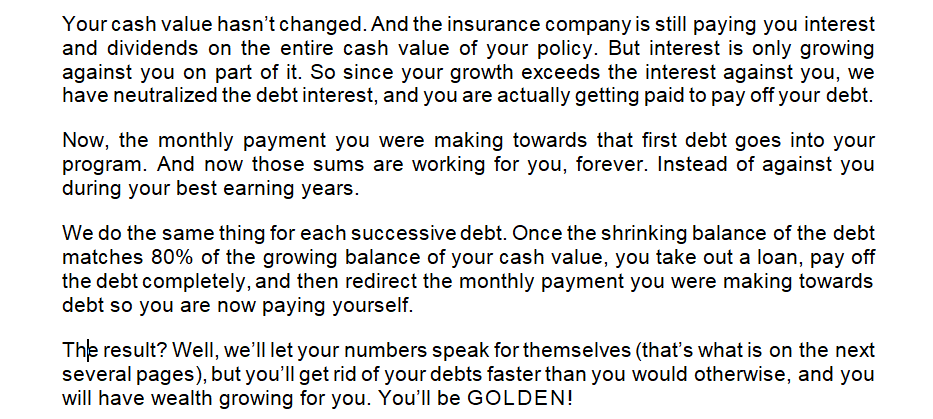 Your cash value hasn’t changed. And the insurance company is still paying you interest
and dividends on the entire cash value of your policy. But interest is only growing
against you on part of it. So since your growth exceeds the interest against you, we
have neutralized the debt interest, and you are actually getting paid to pay off your debt.
Now, the monthly payment you were making towards that first debt goes into your
program. And now those sums are working for you, forever. Instead of against you
during your best earning years.
We do the same thing for each successive debt. Once the shrinking balance of the debt
matches 80% of the growing balance of your cash value, you take out a loan, pay off
the debt completely, and then redirect the monthly payment you were making towards
debt so you are now paying yourself.
The result? Well, we’ll let your numbers speak for themselves (that’s what is on the next
several pages), but you’ll get rid of your debts faster than you would otherwise, and you
will have wealth growing for you. You’ll be GOLDEN!